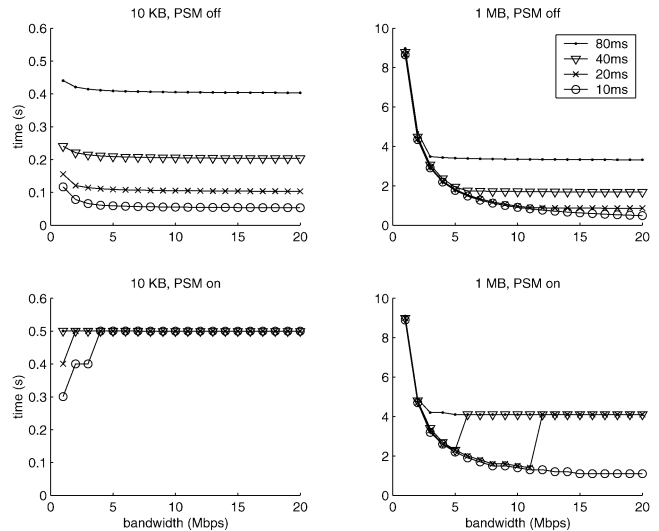 10 KB, PSM off
0.6
0.5
0.4
0.3
0.2
0.1
0
time (s)
0 5 10 15 20
1 MB, PSM off
10
8
6
4
2
0
0 5 10 15 20
80ms
40ms
20ms
10ms
10 KB, PSM on
0.6
0.5
0.4
0.3
0.2
0.1
0
time (s)
0 5 10 15 20
bandwidth (Mbps)
1 MB, PSM on
10
8
6
4
2
0
0 5 10 15 20
bandwidth (Mbps)